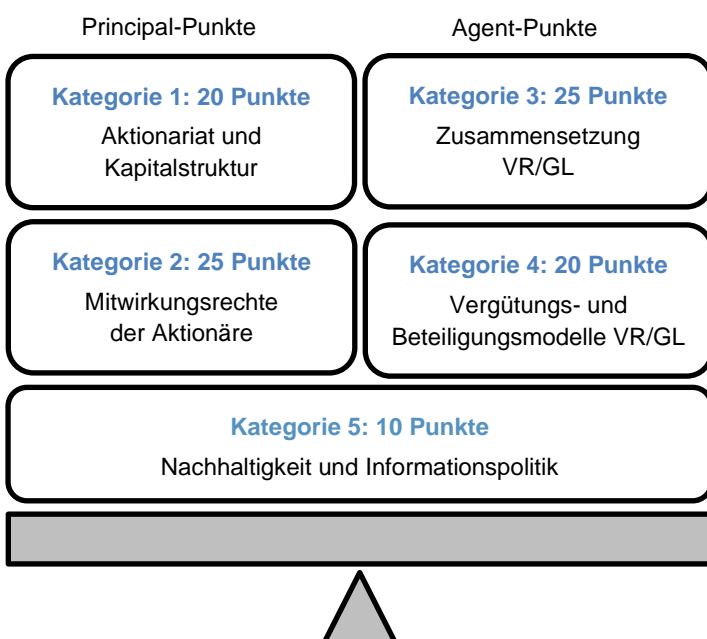 Principal-Punkte
Agent-Punkte
Kategorie 1: 20 Punkte
Aktionariat und
Kapitalstruktur
Kategorie 3: 25 Punkte
Zusammensetzung
VR/GL
Kategorie 2: 25 Punkte
Mitwirkungsrechte
der Aktionäre
Kategorie 4: 20 Punkte
Vergütungs- und
Beteiligungsmodelle VR/GL
Kategorie 5: 10 Punkte
Nachhaltigkeit und Informationspolitik